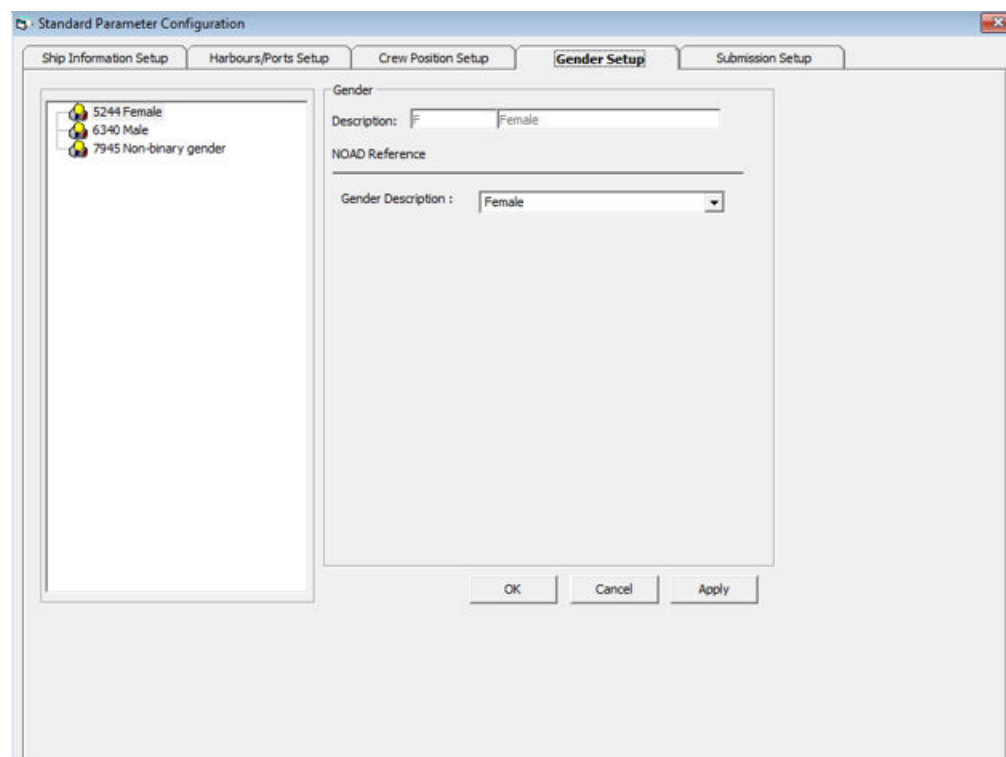 Standard Parameter Configuration
Ship Information Setup Harbours/Ports Setup Crew Position Setup Gender Setup Submission Setup
5244 Female
6340 Male
7945 Non-binary gender
Gender
Description: F Female
NOAD Reference
Gender Description : Female
OK Cancel Apply